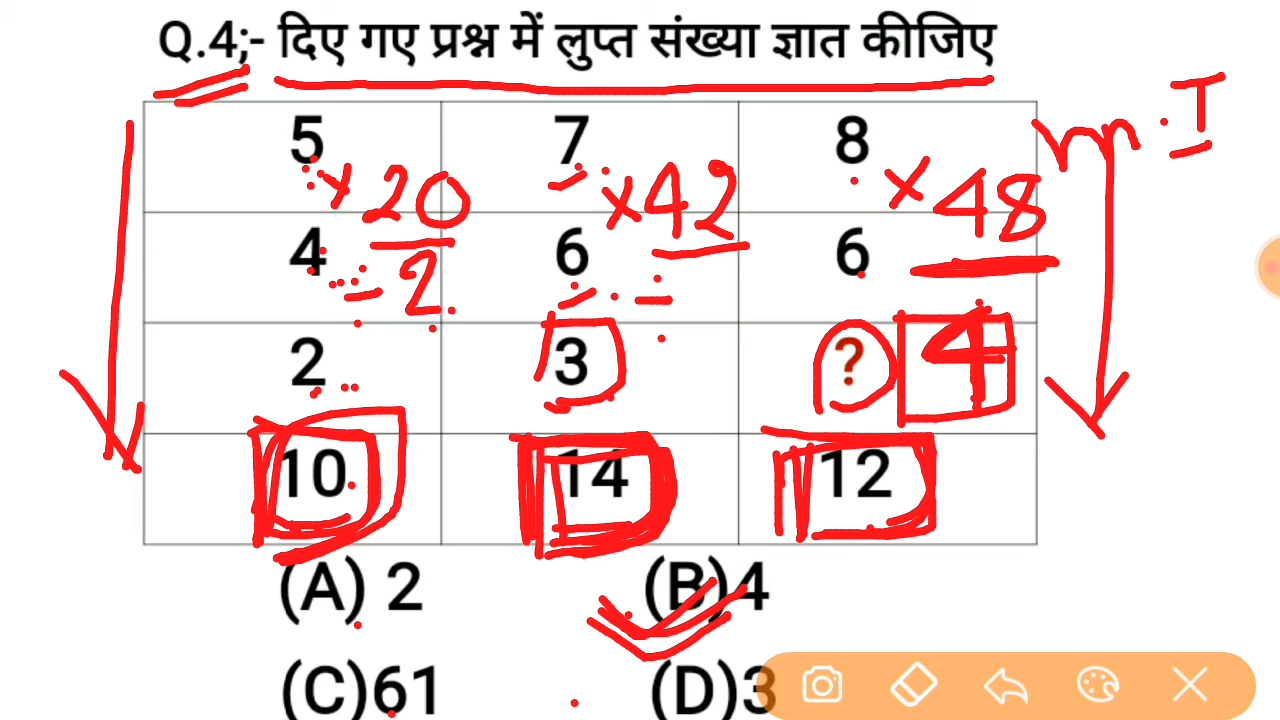 Q.4;- दिए गए प्रश्न में लुप्त संख्या ज्ञात कीजिए
5 7 8
× 20 × 42 × 48
4 6 6
= 2
2 3 ? 4
10 14 12
(A) 2 (B)4
(C)61 (D)3